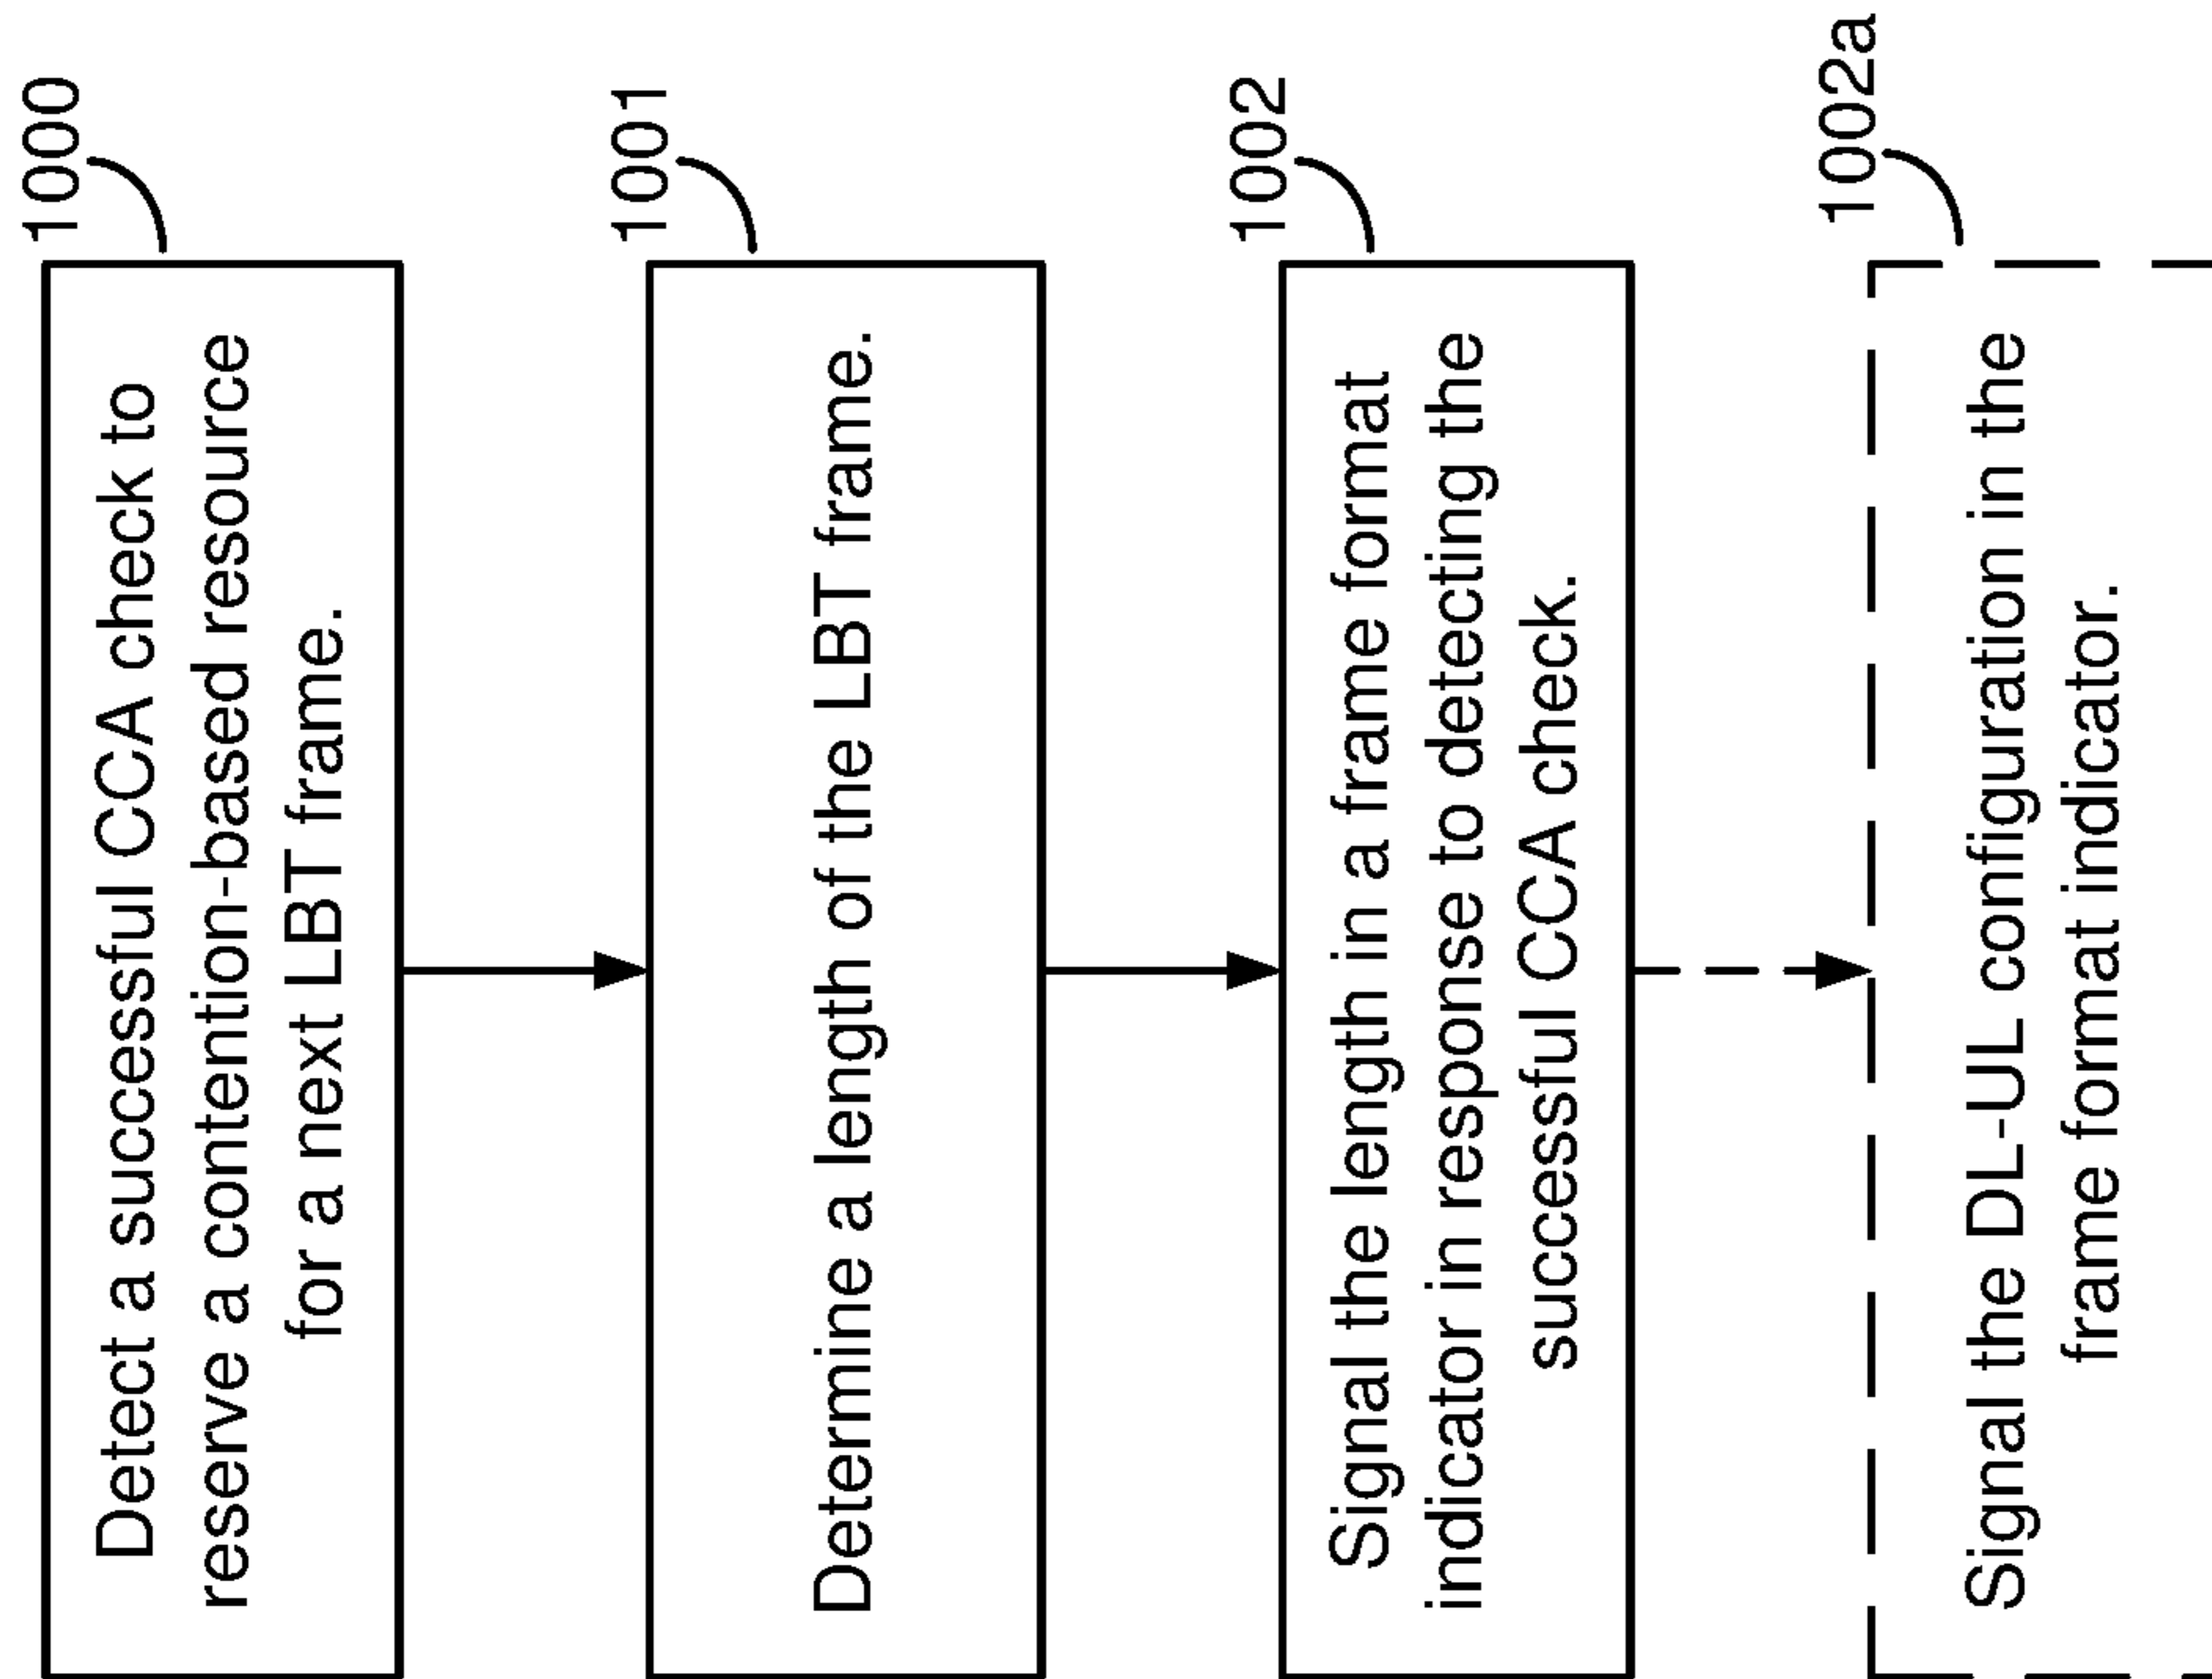 1000
Detect a successful CCA check to
reserve a contention-based resource
for a next LBT frame.
1001
Determine a length of the LBT frame.
1002
Signal the length in a frame format
indicator in response to detecting the
successful CCA check.
1002a
Signal the DL-UL configuration in the
frame format indicator.